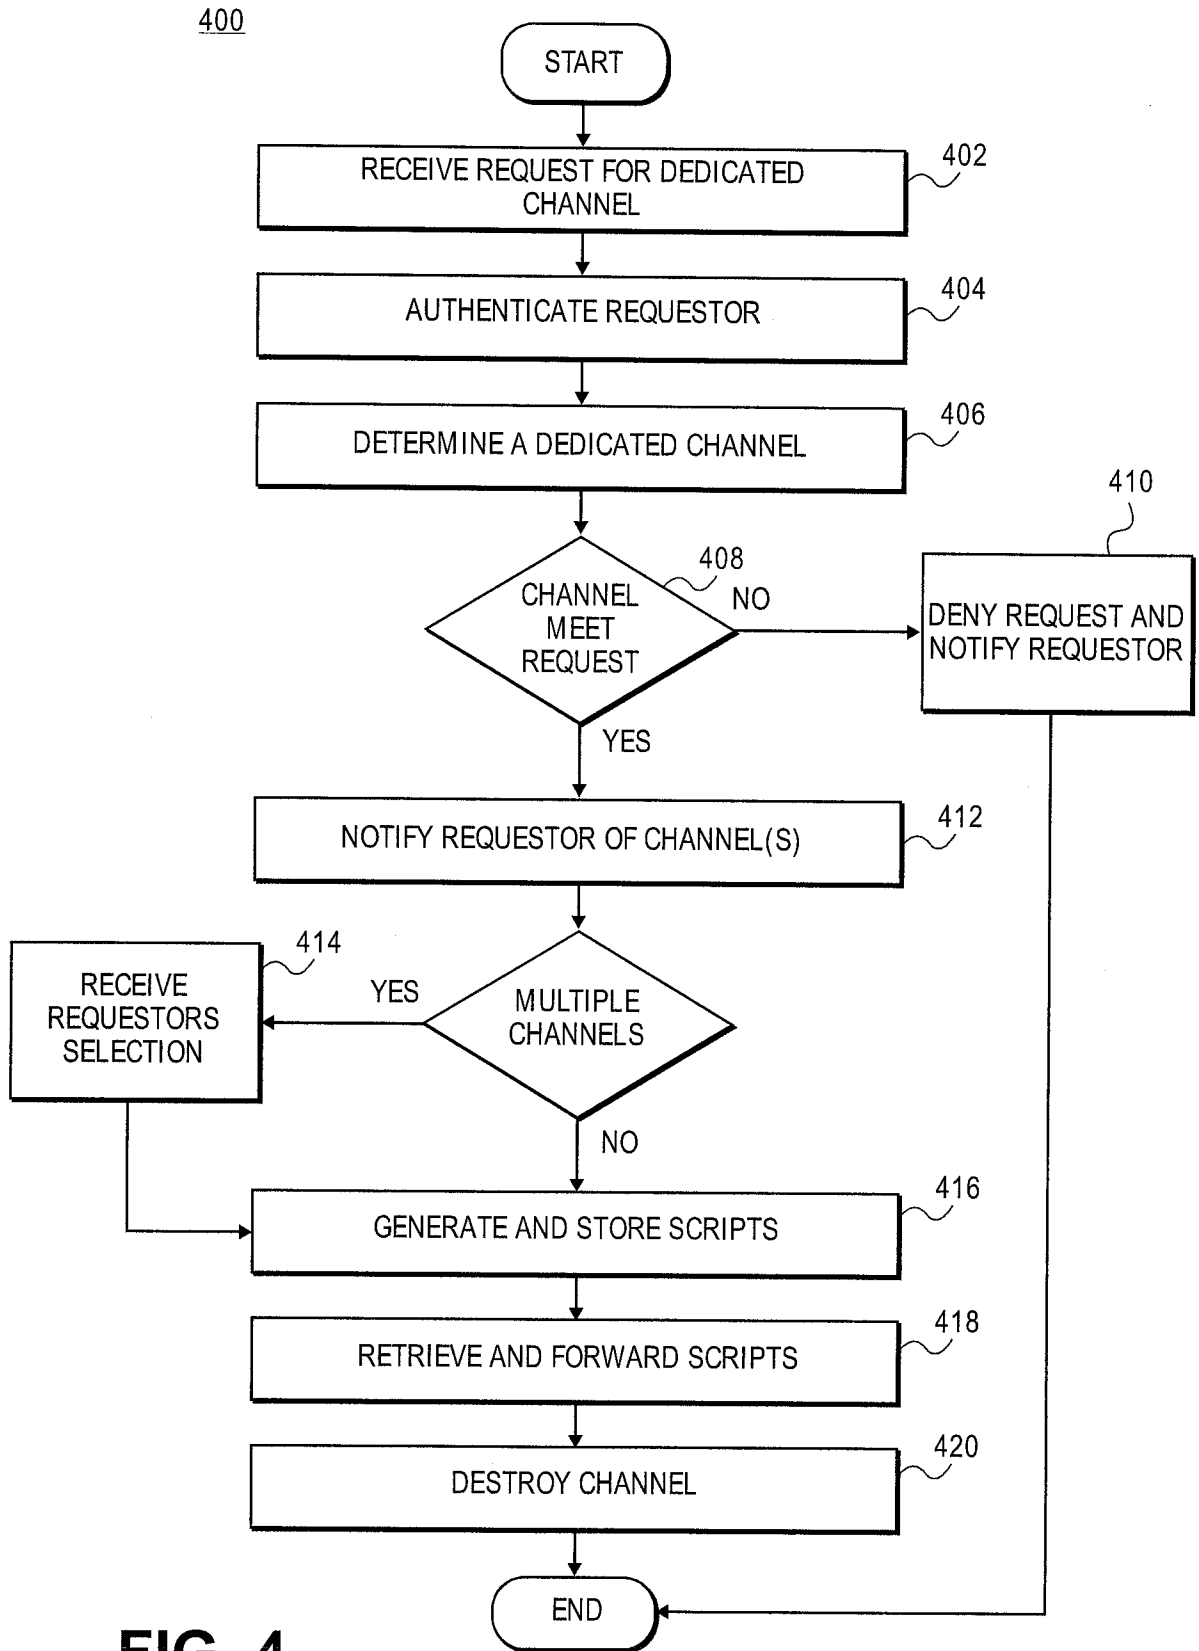 400
START
RECEIVE REQUEST FOR DEDICATED
CHANNEL
402
AUTHENTICATE REQUESTOR
404
DETERMINE A DEDICATED CHANNEL
406
CHANNEL
MEET
REQUEST
408
NO
410
DENY REQUEST AND
NOTIFY REQUESTOR
YES
NOTIFY REQUESTOR OF CHANNEL(S)
412
MULTIPLE
CHANNELS
YES
414
RECEIVE
REQUESTORS
SELECTION
NO
GENERATE AND STORE SCRIPTS
416
RETRIEVE AND FORWARD SCRIPTS
418
DESTROY CHANNEL
420
END
FIG. 4